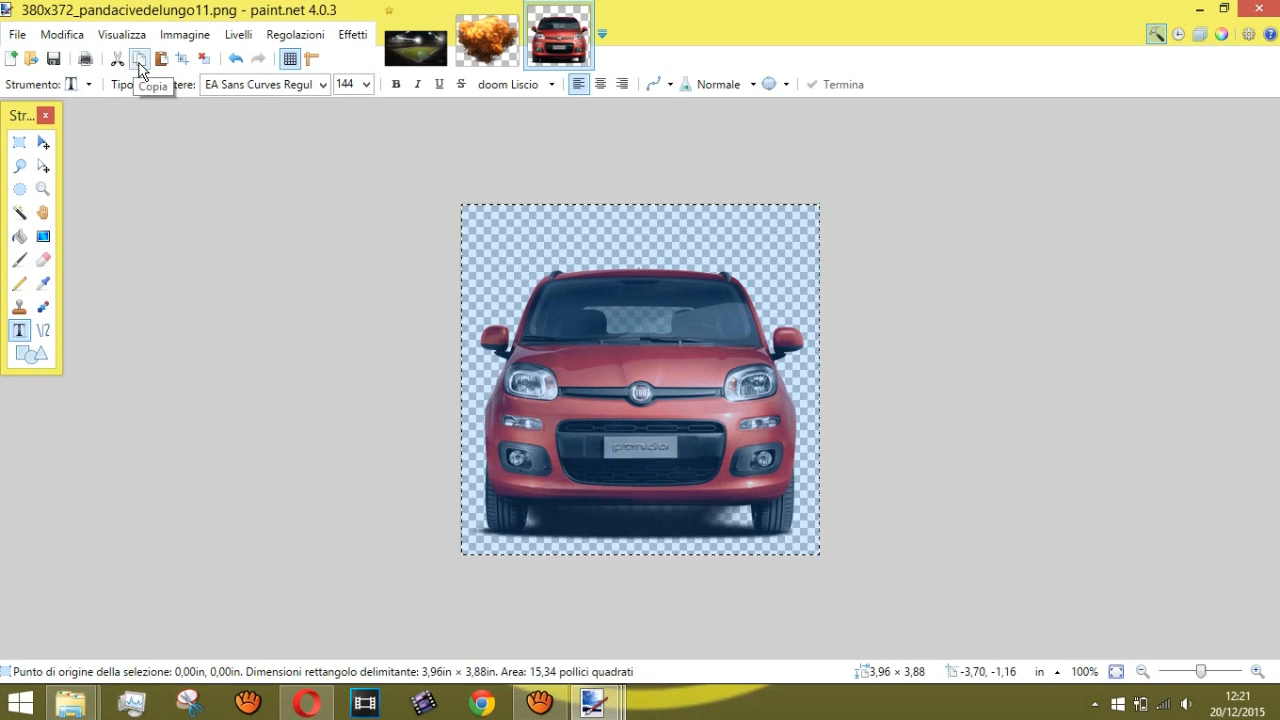 380x372_pandacivedelungo11.png - paint.net 4.0.3
Modifica Visualizza Immagine Livelli Regolazioni Effetti
Copia
Strumento: T Tipo tere: EA Sans Curves Regul 144 B I U S doom Liscio Normale Termina
Str...
T
FIAT
panda
Punto di origine della selezione: 0,00in, 0,00in. Dimensioni rettangolo delimitante: 3,96in × 3,88in. Area: 15,34 pollici quadrati 3,96 × 3,88 -3,70, -1,16 in 100%
12:21
20/12/2015